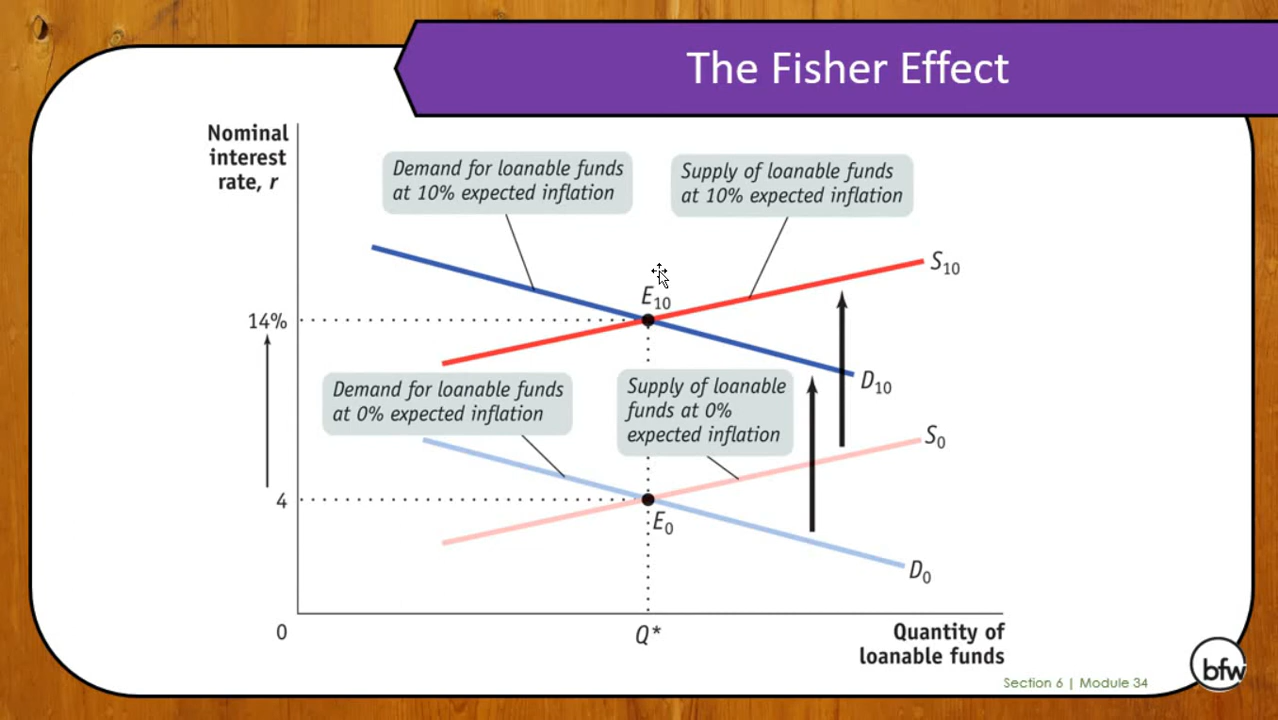 The Fisher Effect
Nominal
interest
rate, r
Demand for loanable funds
at 10% expected inflation
Supply of loanable funds
at 10% expected inflation
S10
E10
14%
D10
Demand for loanable funds
at 0% expected inflation
Supply of loanable
funds at 0%
expected inflation
S0
4
E0
D0
0
Q*
Quantity of
loanable funds
bfw
Section 6 | Module 34